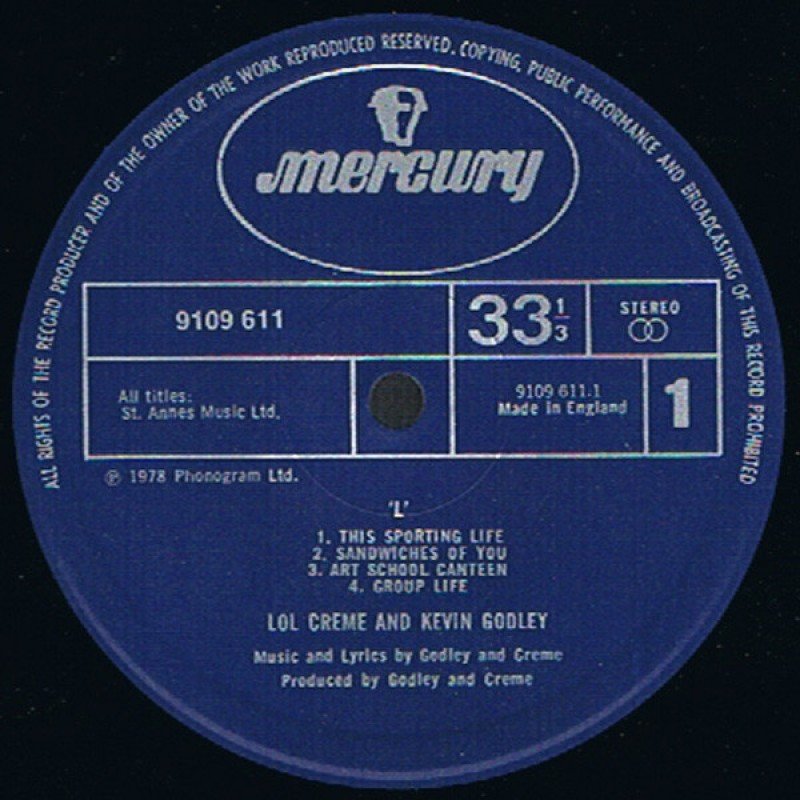 ALL RIGHTS OF THE RECORD PRODUCER AND OF THE OWNER OF THE WORK REPRODUCED RESERVED. COPYING, PUBLIC PERFORMANCE AND BROADCASTING OF THIS RECORD PROHIBITED
mercury
9109 611
33 1/3
STEREO
All titles:
St. Annes Music Ltd.
9109 611.1
Made in England
1
℗ 1978 Phonogram Ltd.
'L'
1. THIS SPORTING LIFE
2. SANDWICHES OF YOU
3. ART SCHOOL CANTEEN
4. GROUP LIFE
LOL CREME AND KEVIN GODLEY
Music and Lyrics by Godley and Creme
Produced by Godley and Creme